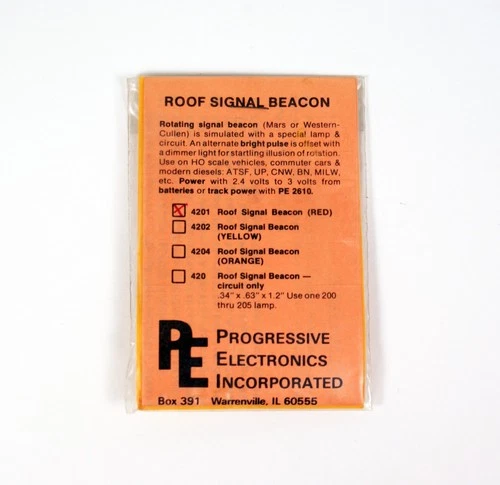 ROOF SIGNAL BEACON
Rotating signal beacon (Mars or Western-
Cullen) is simulated with a special lamp &
circuit. An alternate bright pulse is offset with
a dimmer light for startling illusion of rotation.
Use on HO scale vehicles, commuter cars &
modern diesels: ATSF, UP, CNW, BN, MILW,
etc. Power with 2.4 volts to 3 volts from
batteries or track power with PE 2610.
4201 Roof Signal Beacon (RED)
4202 Roof Signal Beacon
(YELLOW)
4204 Roof Signal Beacon
(ORANGE)
420 Roof Signal Beacon —
circuit only
.34" x .63" x 1.2" Use one 200
thru 205 lamp.
PE
PROGRESSIVE
ELECTRONICS
INCORPORATED
Box 391 Warrenville, IL 60555